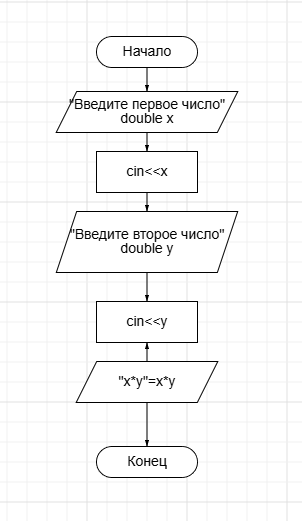 Начало
"Введите первое число"
double x
cin<<x
"Введите второе число"
double y
cin<<y
"x*y"=x*y
Конец